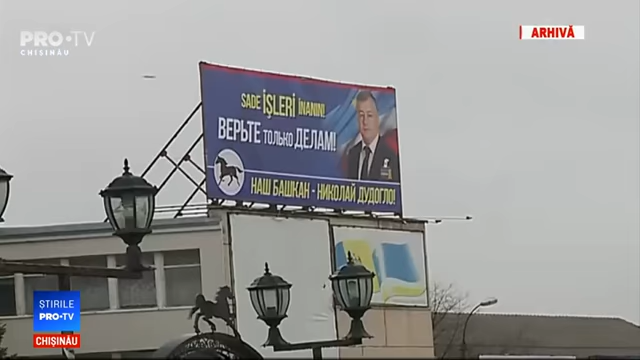 PRO•TV
CHIȘINĂU
ARHIVĂ
SADE İŞLERİ İNANIN!
ВЕРЬТЕ ТОЛЬКО ДЕЛАМ!
НАШ БАШКАН - НИКОЛАЙ ДУДОГЛО!
ȘTIRILE
PRO•TV
CHIȘINĂU